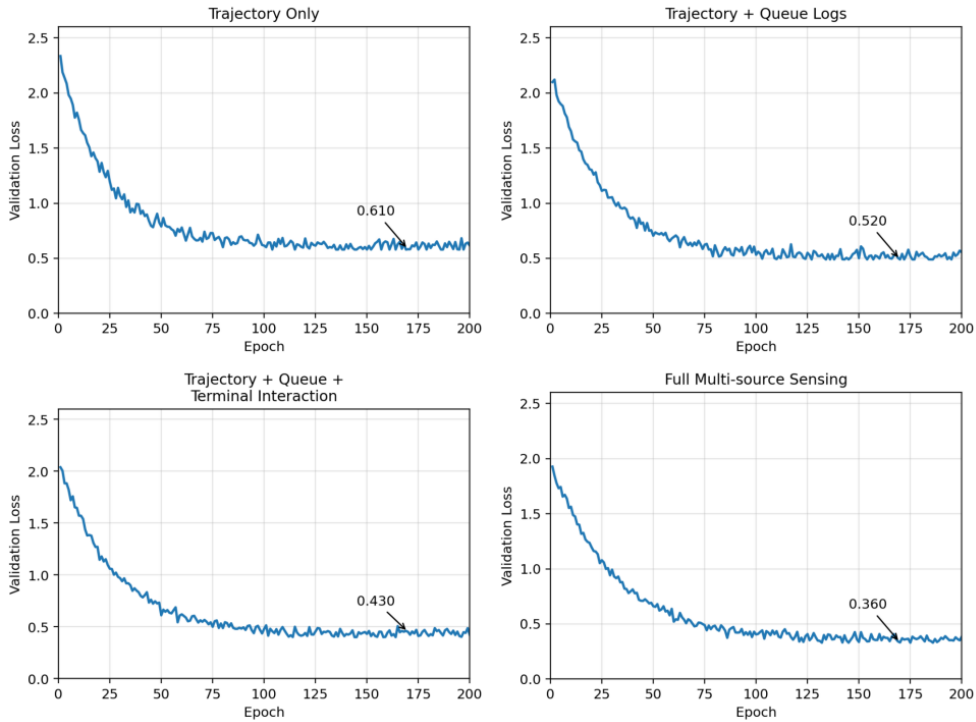 Trajectory Only
2.5
2.0
1.5
1.0
0.5
0.0
Validation Loss
0.610
0 25 50 75 100 125 150 175 200
Epoch
Trajectory + Queue Logs
2.5
2.0
1.5
1.0
0.5
0.0
Validation Loss
0.520
0 25 50 75 100 125 150 175 200
Epoch
Trajectory + Queue +
Terminal Interaction
2.5
2.0
1.5
1.0
0.5
0.0
Validation Loss
0.430
0 25 50 75 100 125 150 175 200
Epoch
Full Multi-source Sensing
2.5
2.0
1.5
1.0
0.5
0.0
Validation Loss
0.360
0 25 50 75 100 125 150 175 200
Epoch